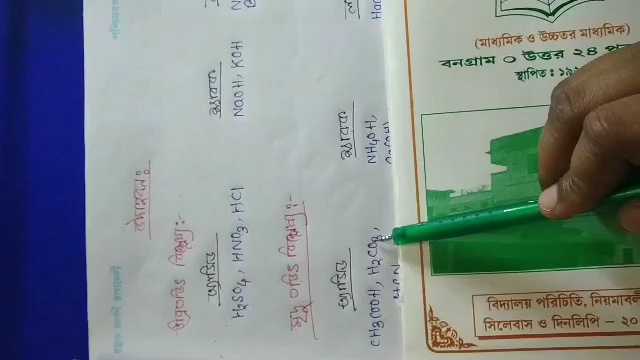 উদাহরণঃ
তীব্র তড়িৎ বিশ্লেষ্য :-
অ্যাসিড
ক্ষারক
H2SO4, HNO3, HCl
NaOH, KOH
মৃদু তড়িৎ বিশ্লেষ্য :-
অ্যাসিড
ক্ষারক
CH3COOH, H2CO3,
NH4OH,
HCN
(মাধ্যমিক ও উচ্চতর মাধ্যমিক)
বনগ্রাম ০ উত্তর ২৪
স্থাপিত :
বিদ্যালয় পরিচিতি, নিয়মাবলী
সিলেবাস ও দিনলিপি - ২০